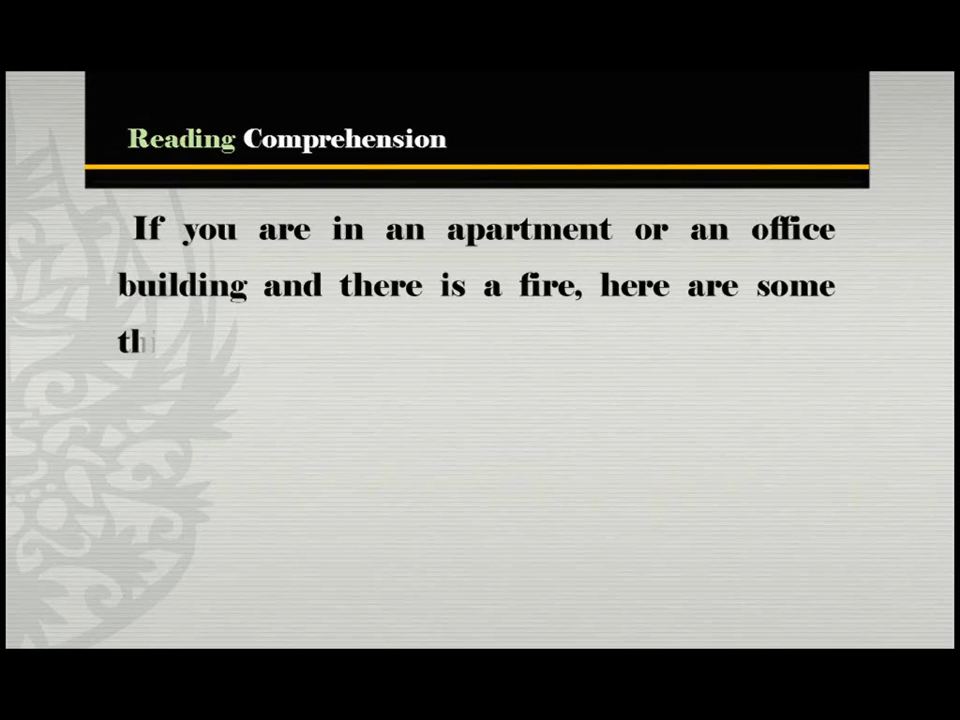 Reading Comprehension
If you are in an apartment or an office
building and there is a fire, here are some
thi